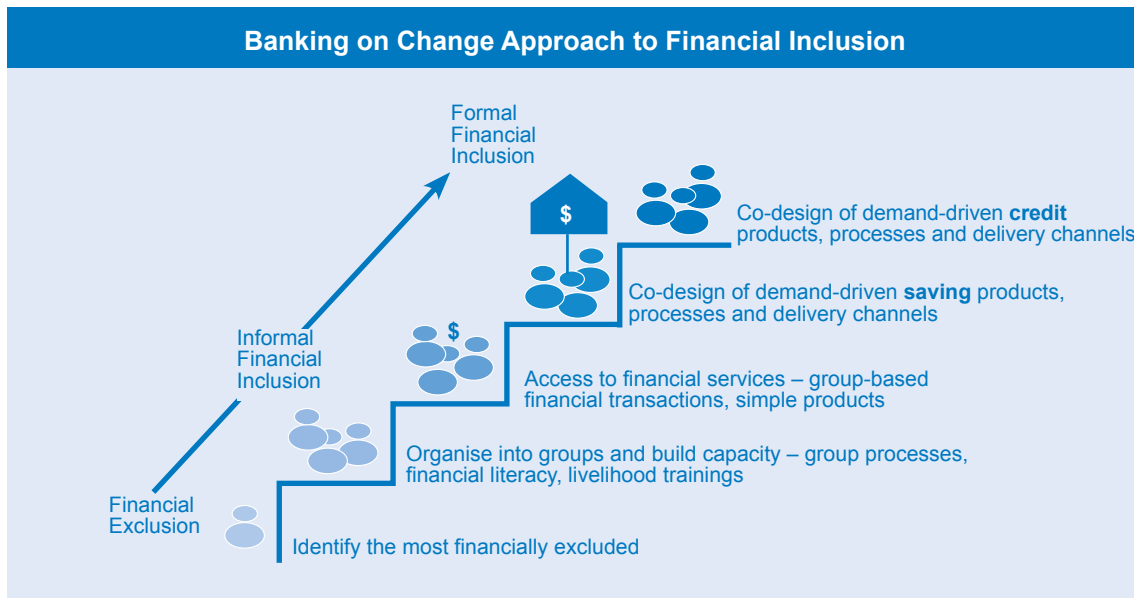 Banking on Change Approach to Financial Inclusion
Formal
Financial
Inclusion
$
Co-design of demand-driven credit
products, processes and delivery channels
Co-design of demand-driven saving products,
processes and delivery channels
$
Informal
Financial
Inclusion
Access to financial services – group-based
financial transactions, simple products
Organise into groups and build capacity – group processes,
financial literacy, livelihood trainings
Financial
Exclusion
Identify the most financially excluded